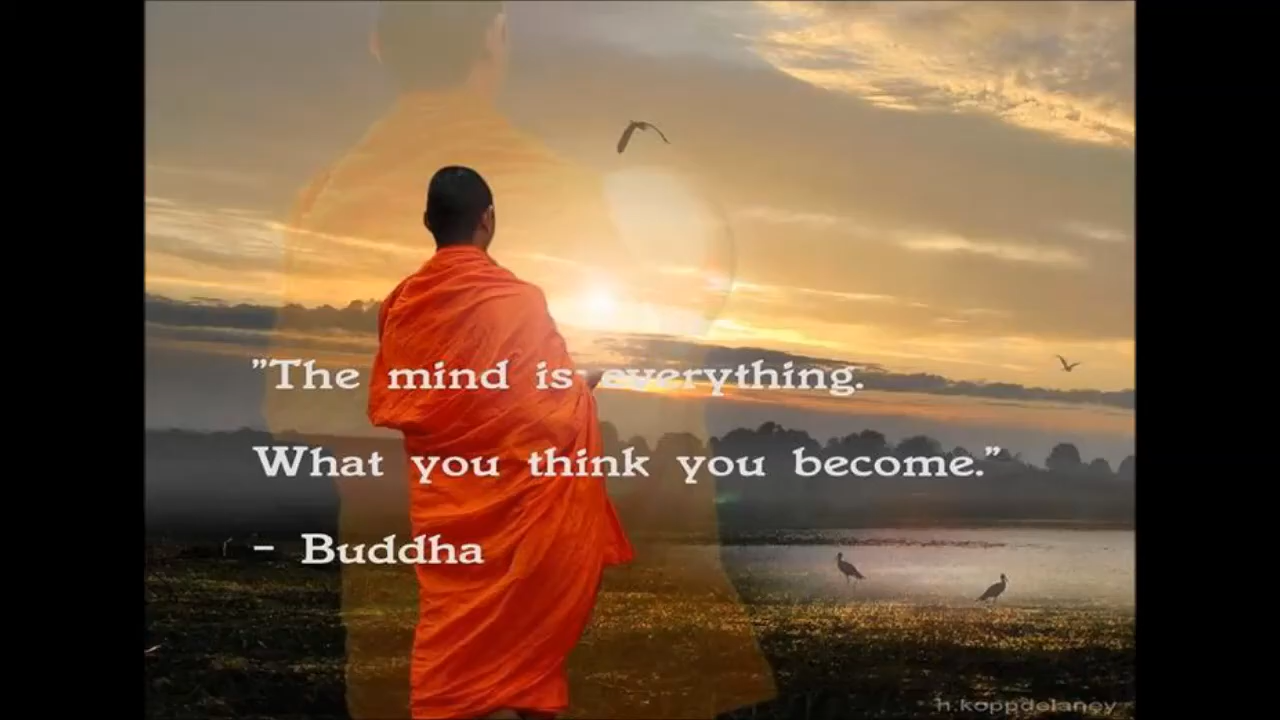 "The mind is everything.
What you think you become."
- Buddha
h.koppdelaney